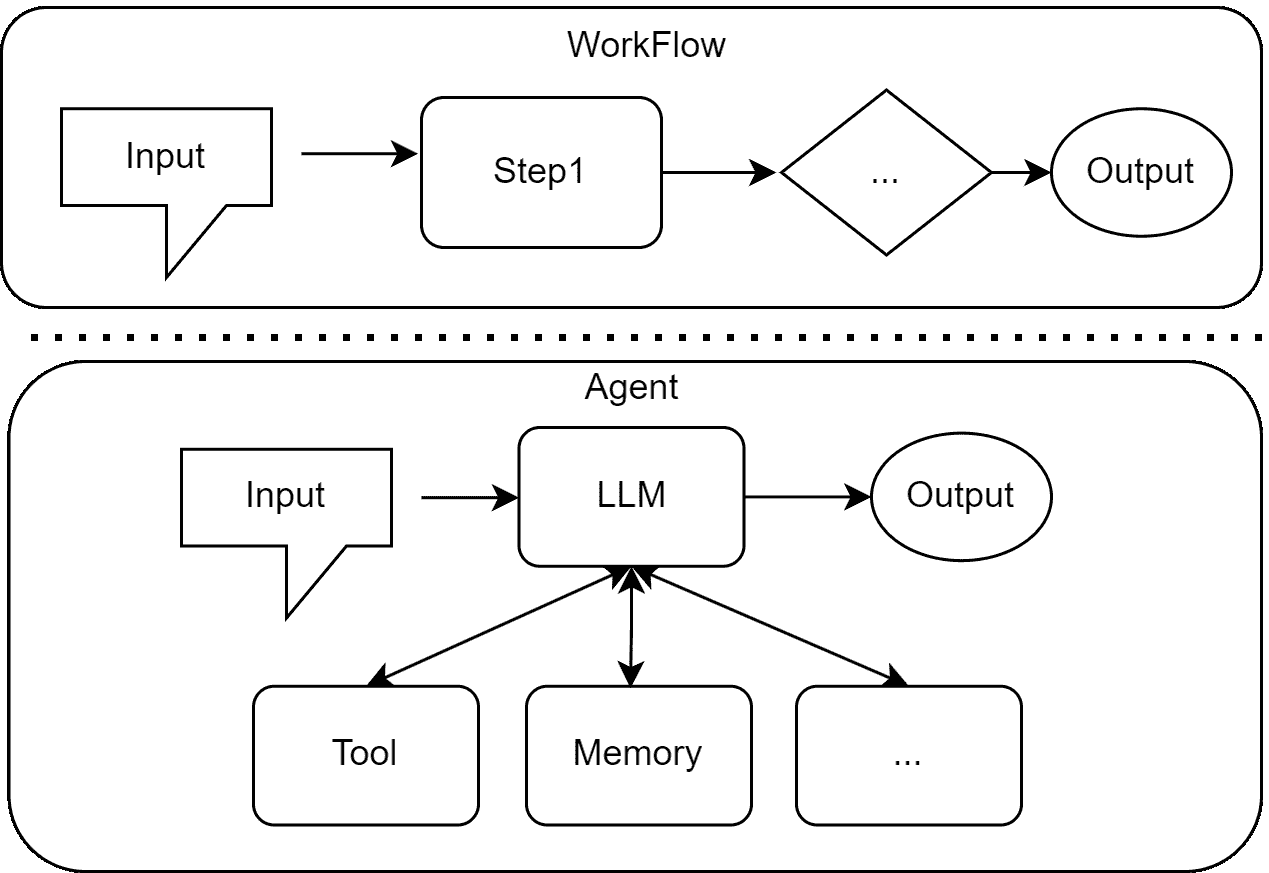 WorkFlow
Input
Step1
...
Output
Agent
Input
LLM
Output
Tool
Memory
...